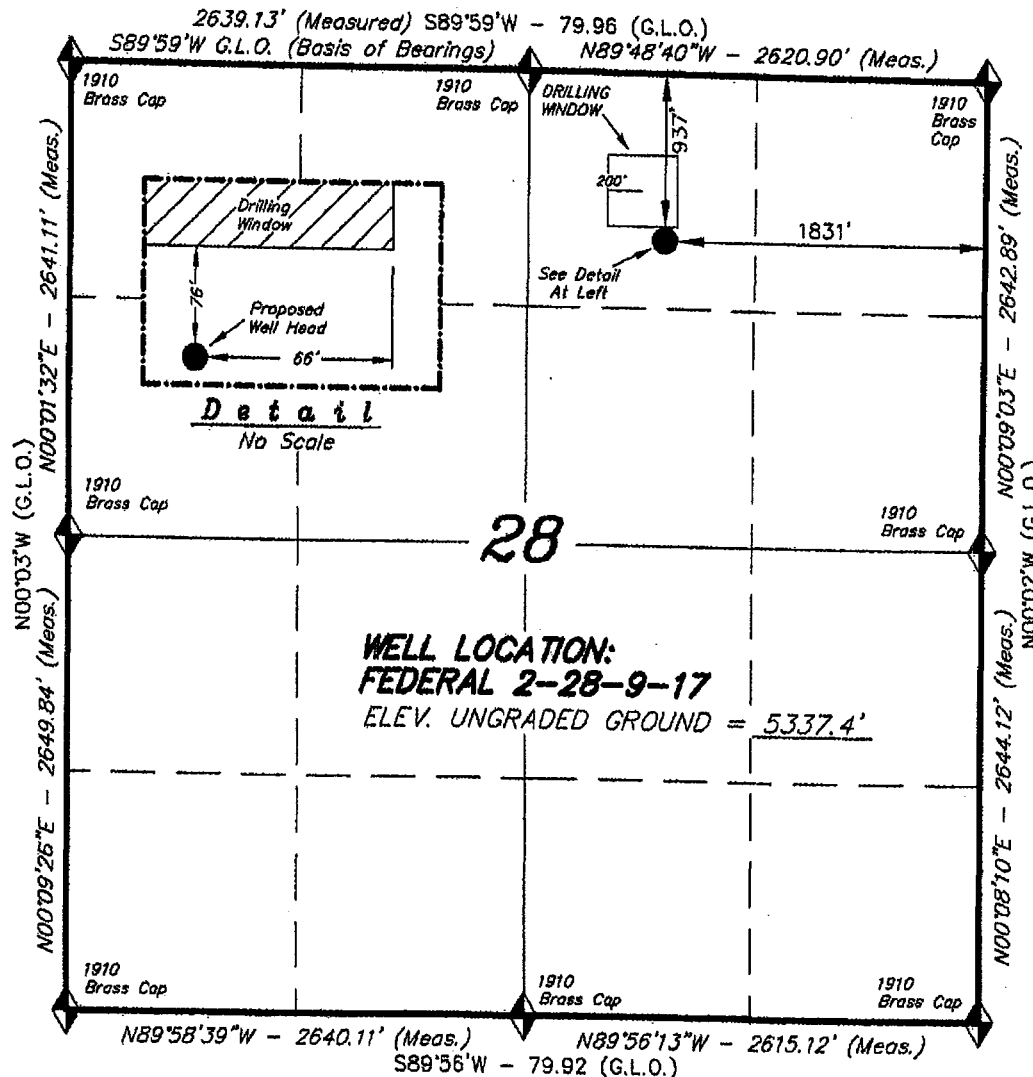 2639.13' (Measured) S89°59'W - 79.96 (G.L.O.)
S89°59'W G.L.O. (Basis of Bearings)
N89°48'40"W - 2620.90' (Meas.)
1910
Brass Cap
1910
Brass Cap
DRILLING
WINDOW
937'
1910
Brass
Cap
200'
1831'
See Detail
At Left
Drilling
Window
76'
Proposed
Well Head
66'
Detail
No Scale
N00°01'32"E - 2641.11' (Meas.)
N00°03'W (G.L.O.)
N00°09'03"E - 2642.89' (Meas.)
N00°02'W (G.L.O.)
1910
Brass Cap
1910
Brass Cap
28
WELL LOCATION:
FEDERAL 2-28-9-17
ELEV. UNGRADED GROUND = 5337.4'
N00°09'26"E - 2649.84' (Meas.)
N00°08'10"E - 2644.12' (Meas.)
1910
Brass Cap
1910
Brass Cap
1910
Brass Cap
N89°58'39"W - 2640.11' (Meas.)
N89°56'13"W - 2615.12' (Meas.)
S89°56'W - 79.92 (G.L.O.)